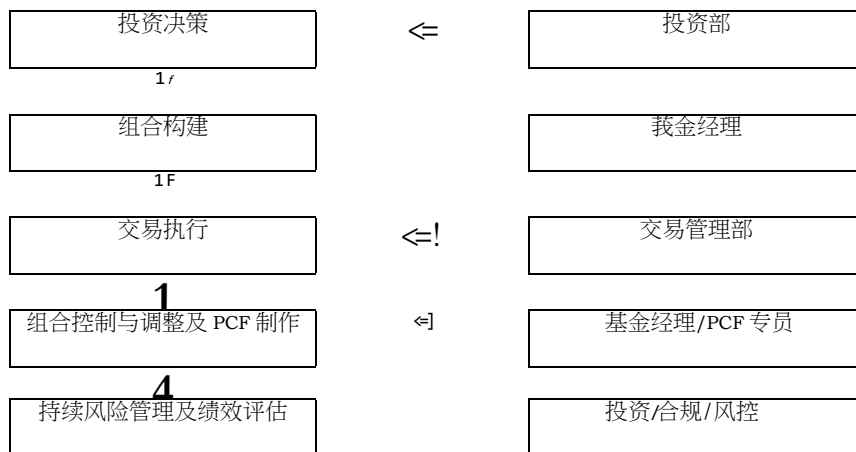 投资决策 <= 投资部
1f
组合构建 莪金经理
1F
交易执行 <=! 交易管理部
1
组合控制与调整及 PCF 制作 <=] 基金经理/PCF 专员
4
持续风险管理及绩效评估 投资/合规/风控